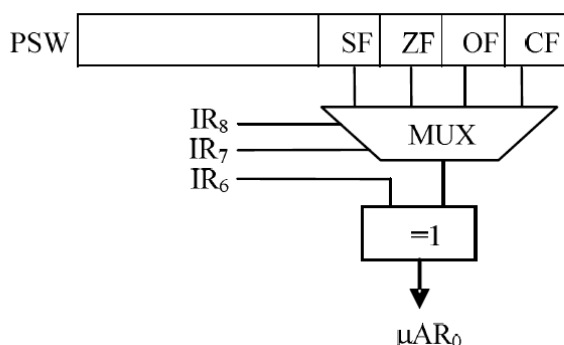 PSW SF ZF OF CF
MUX
IR₈
IR₇
IR₆
=1
μAR₀